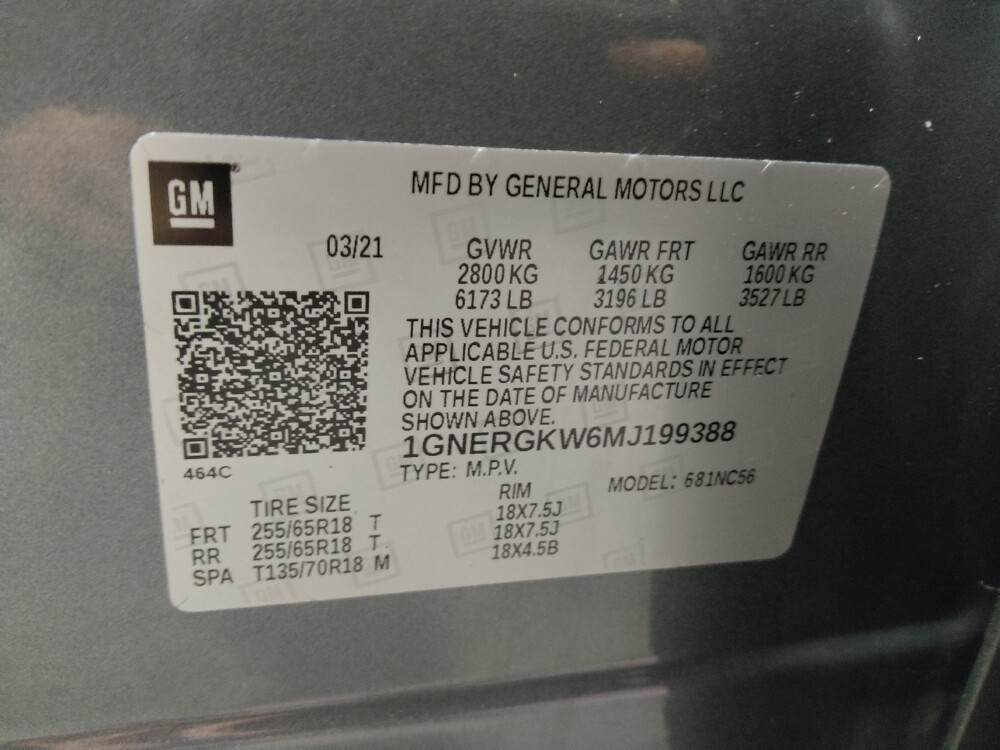 GM
MFD BY GENERAL MOTORS LLC
03/21 GVWR GAWR FRT GAWR RR
2800 KG 1450 KG 1600 KG
6173 LB 3196 LB 3527 LB
THIS VEHICLE CONFORMS TO ALL
APPLICABLE U.S. FEDERAL MOTOR
VEHICLE SAFETY STANDARDS IN EFFECT
ON THE DATE OF MANUFACTURE
SHOWN ABOVE.
1GNERGKW6MJ199388
464C
TYPE: M.P.V. MODEL: 681NC56
TIRE SIZE RIM
FRT 255/65R18 T 18X7.5J
RR 255/65R18 T 18X7.5J
SPA T135/70R18 M 18X4.5B